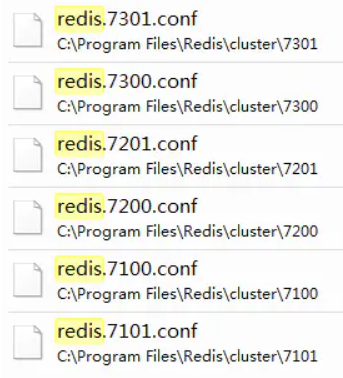 redis.7301.conf
C:\Program Files\Redis\cluster\7301
redis.7300.conf
C:\Program Files\Redis\cluster\7300
redis.7201.conf
C:\Program Files\Redis\cluster\7201
redis.7200.conf
C:\Program Files\Redis\cluster\7200
redis.7100.conf
C:\Program Files\Redis\cluster\7100
redis.7101.conf
C:\Program Files\Redis\cluster\7101